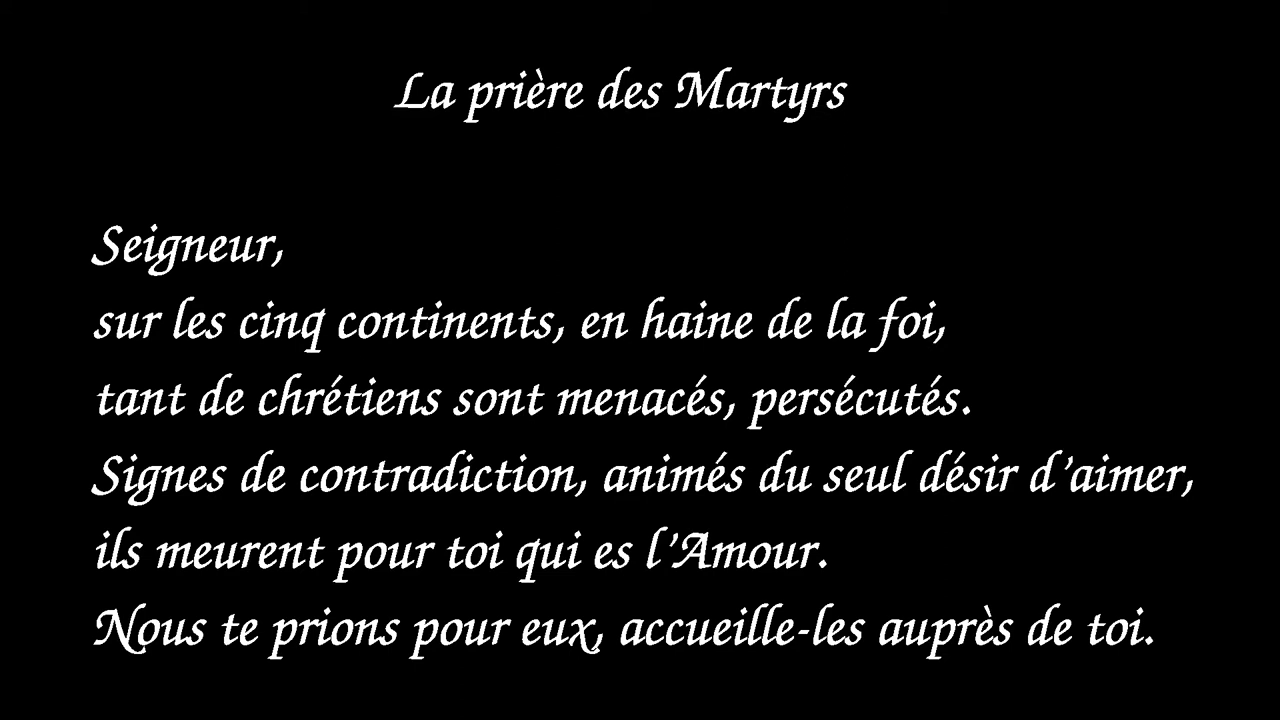 La prière des Martyrs
Seigneur,
sur les cinq continents, en haine de la foi,
tant de chrétiens sont menacés, persécutés.
Signes de contradiction, animés du seul désir d’aimer,
ils meurent pour toi qui es l’Amour.
Nous te prions pour eux, accueille-les auprès de toi.